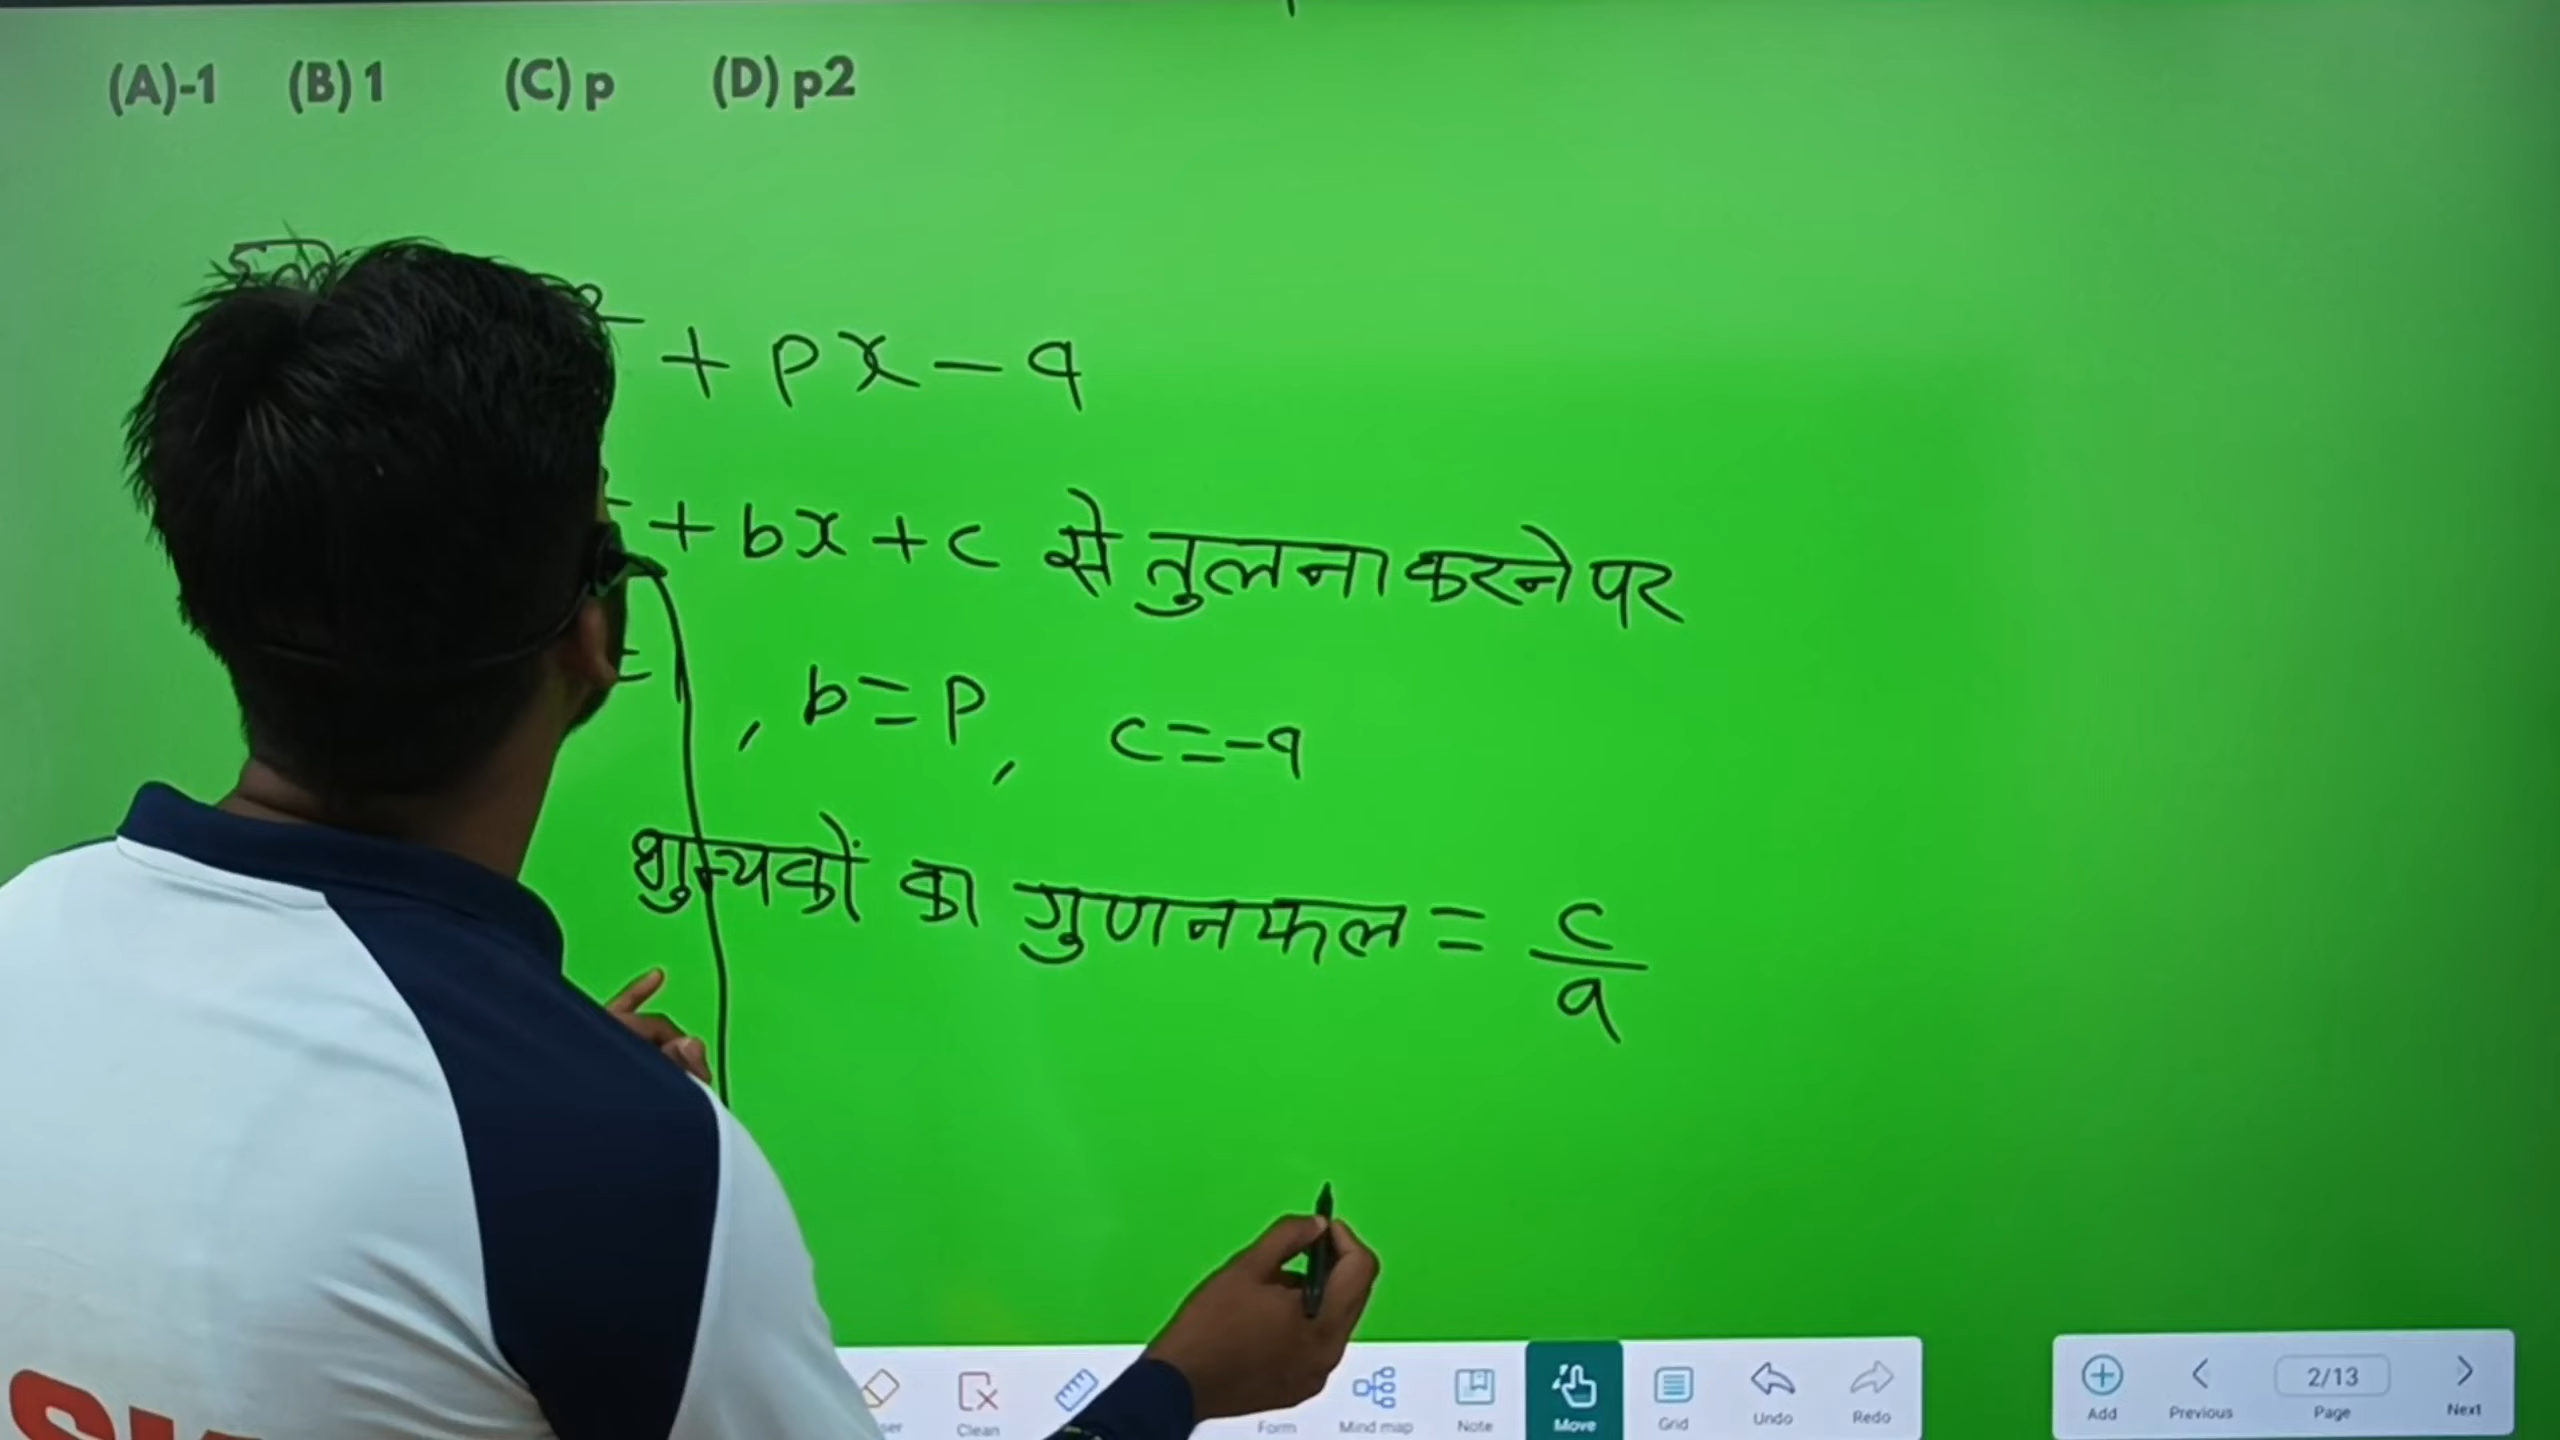 (A)-1 (B) 1 (C) p (D) p2
+ px - q
+ bx + c से तुलना करने पर
= 1, b = p, c = -q
शुन्यकों का गुणनफल = c/a
Clean
Form Mind map Note Move Grid Undo Redo
Add Previous 2/13 Page Next